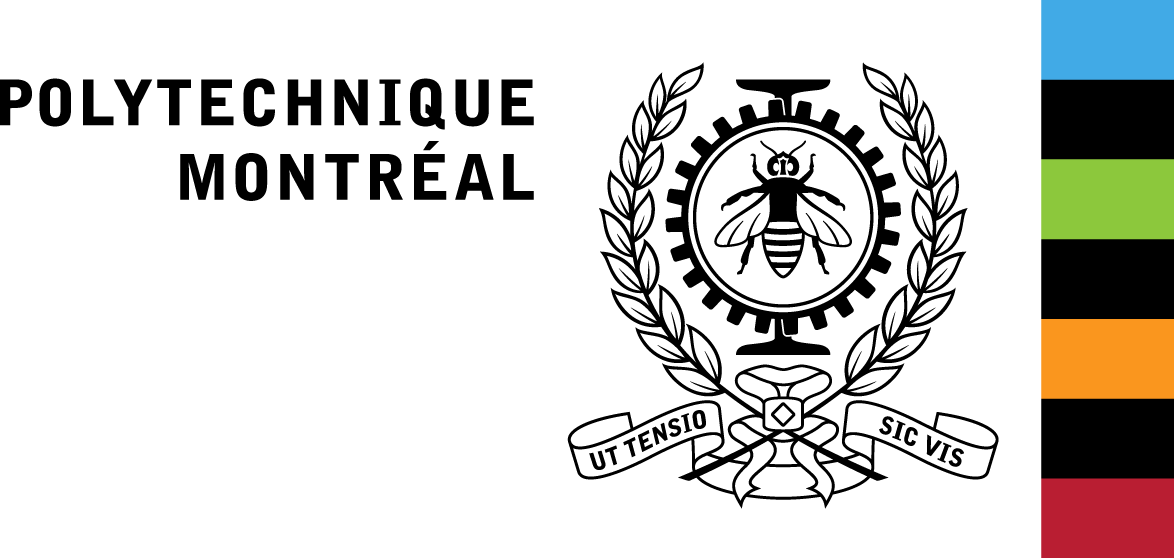 POLYTECHNIQUE
MONTRÉAL
UT TENSIO
SIC VIS